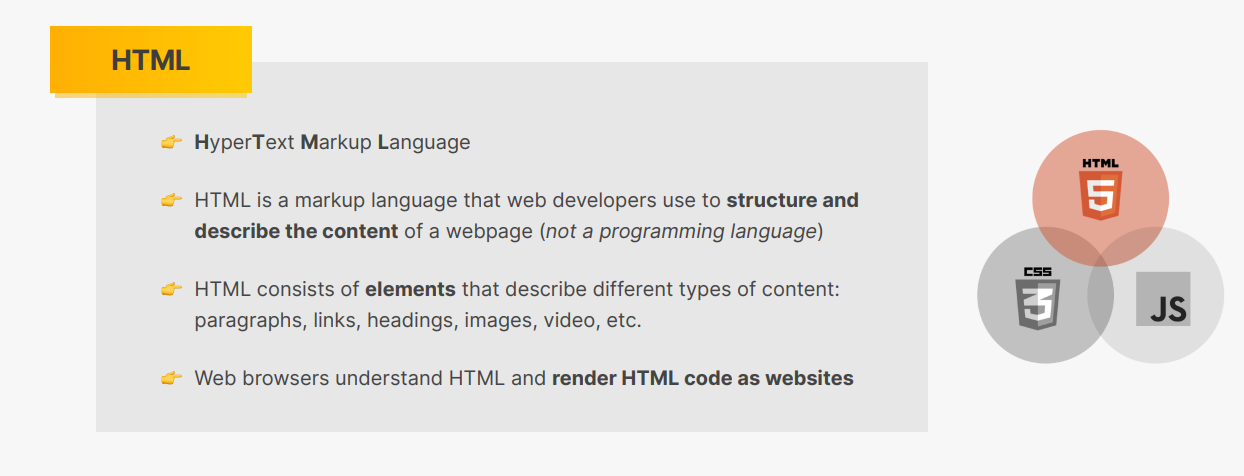 HTML
👉 HyperText Markup Language
👉 HTML is a markup language that web developers use to structure and
describe the content of a webpage (not a programming language)
👉 HTML consists of elements that describe different types of content:
paragraphs, links, headings, images, video, etc.
👉 Web browsers understand HTML and render HTML code as websites
HTML
5
CSS
3
JS